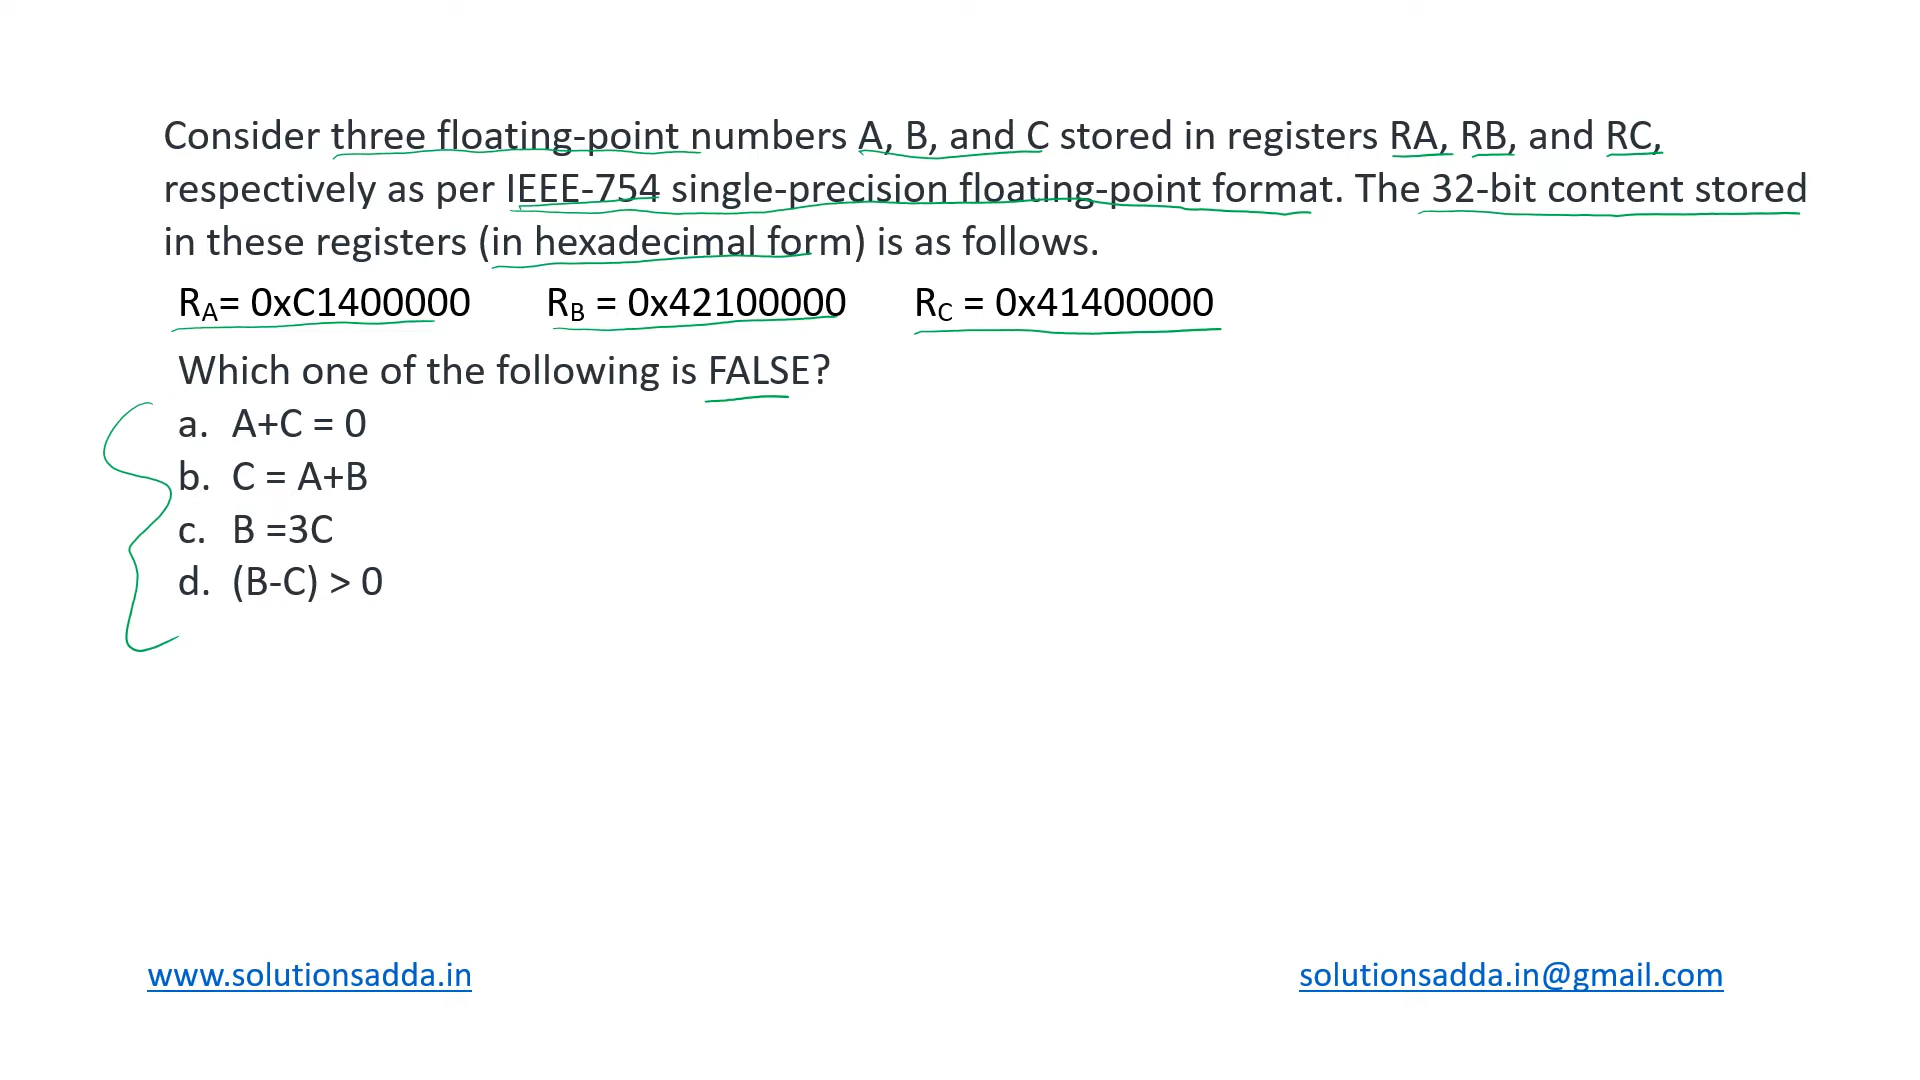 Consider three floating-point numbers A, B, and C stored in registers RA, RB, and RC,
respectively as per IEEE-754 single-precision floating-point format. The 32-bit content stored
in these registers (in hexadecimal form) is as follows.
RA= 0xC1400000 RB = 0x42100000 RC = 0x41400000
Which one of the following is FALSE?
a. A+C = 0
b. C = A+B
c. B =3C
d. (B-C) > 0
www.solutionsadda.in solutionsadda.in@gmail.com